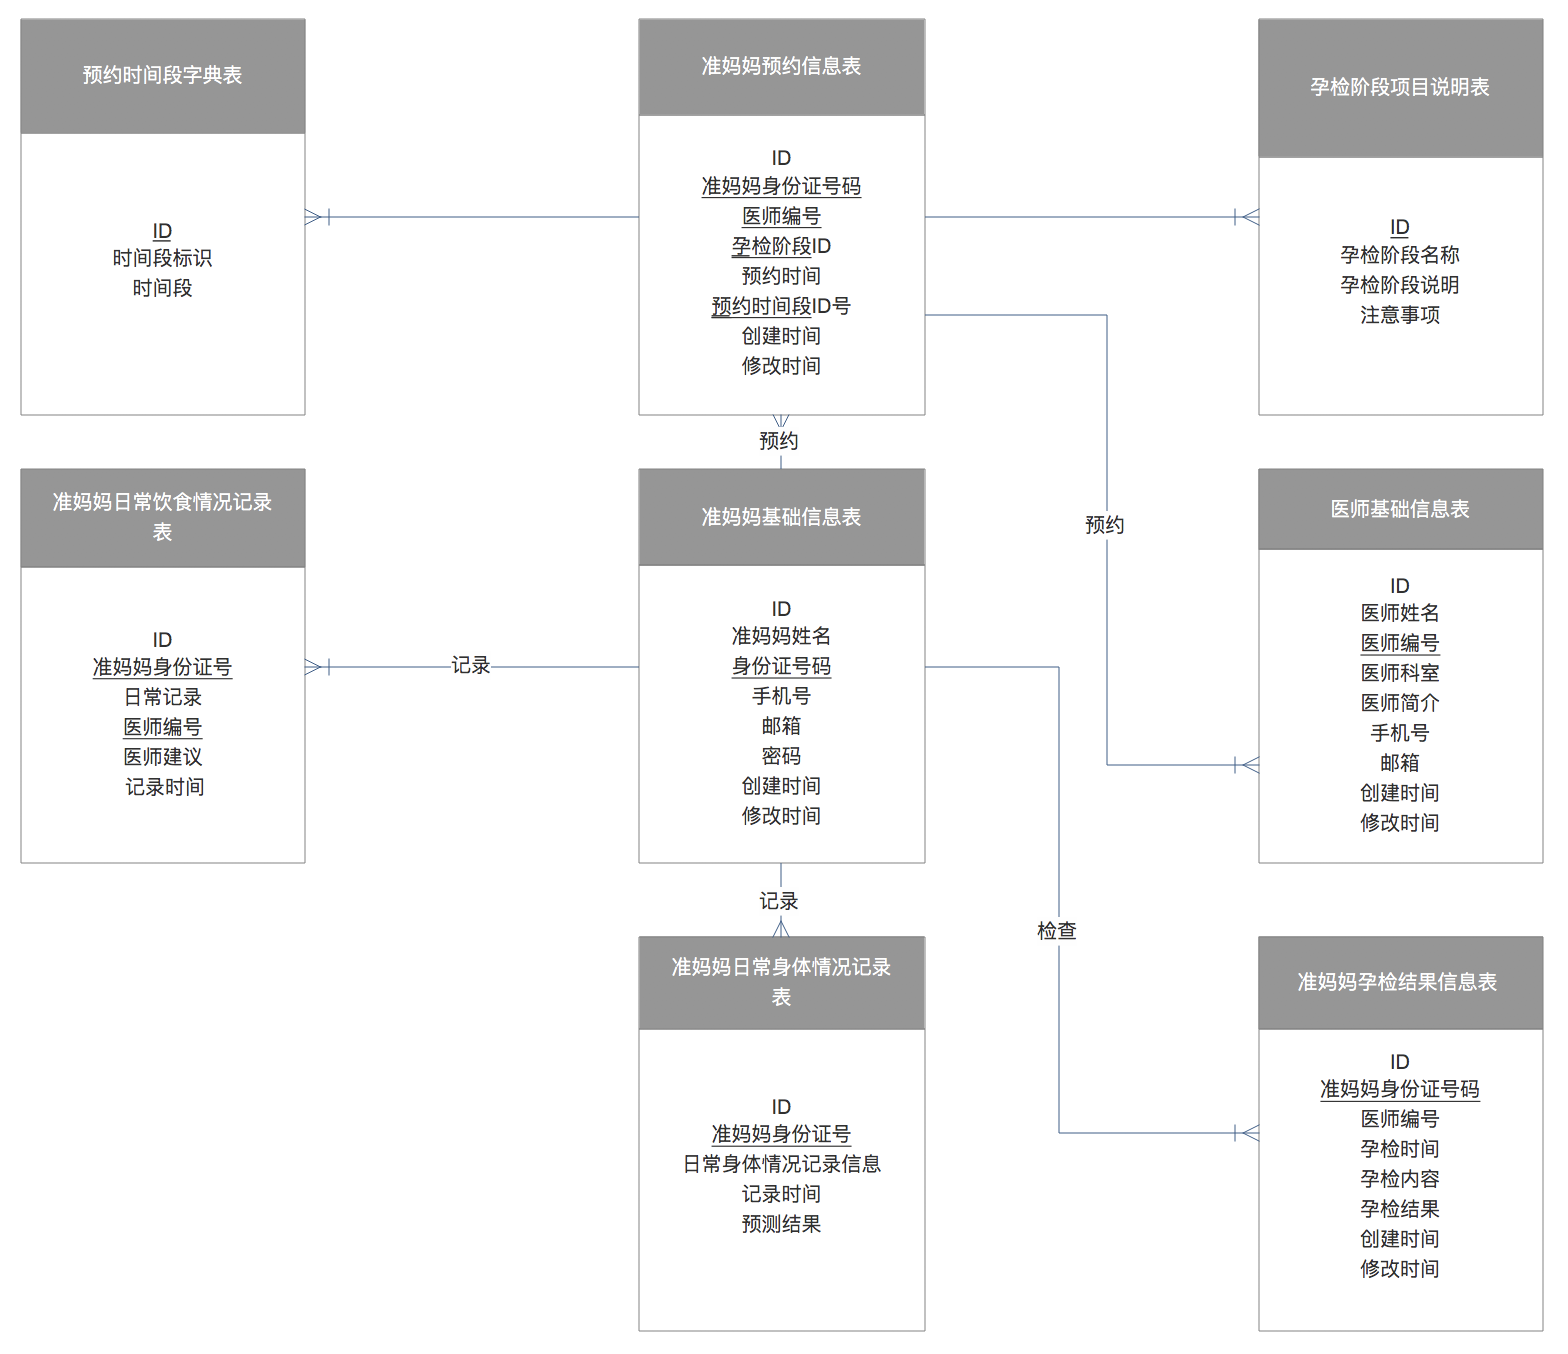 预约时间段字典表
ID
时间段标识
时间段
准妈妈预约信息表
ID
准妈妈身份证号码
医师编号
孕检阶段ID
预约时间
预约时间段ID号
创建时间
修改时间
孕检阶段项目说明表
ID
孕检阶段名称
孕检阶段说明
注意事项
预约
预约
准妈妈日常饮食情况记录
表
ID
准妈妈身份证号
日常记录
医师编号
医师建议
记录时间
记录
准妈妈基础信息表
ID
准妈妈姓名
身份证号码
手机号
邮箱
密码
创建时间
修改时间
医师基础信息表
ID
医师姓名
医师编号
医师科室
医师简介
手机号
邮箱
创建时间
修改时间
记录
检查
准妈妈日常身体情况记录
表
ID
准妈妈身份证号
日常身体情况记录信息
记录时间
预测结果
准妈妈孕检结果信息表
ID
准妈妈身份证号码
医师编号
孕检时间
孕检内容
孕检结果
创建时间
修改时间